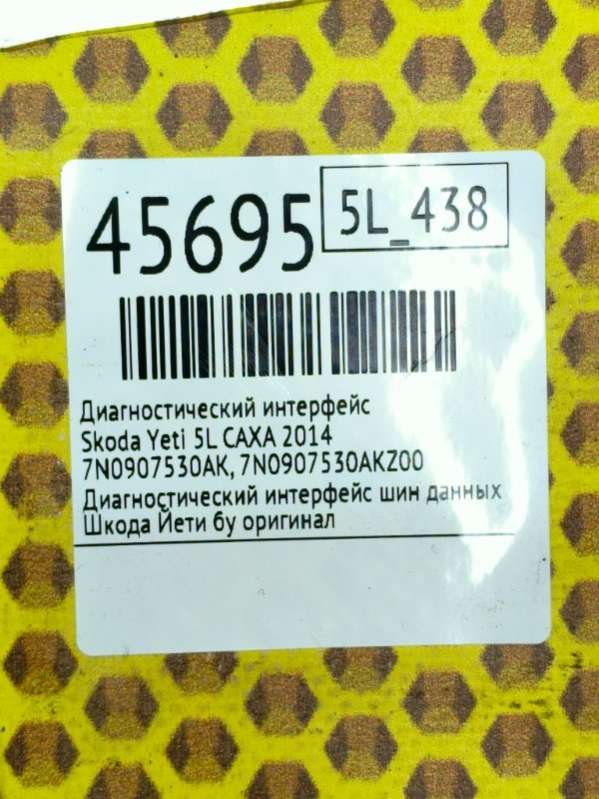 45695
5L_438
Диагностический интерфейс
Skoda Yeti 5L CAXA 2014
7N0907530AK, 7N0907530AKZ00
Диагностический интерфейс шин данных
Шкода Йети бу оригинал